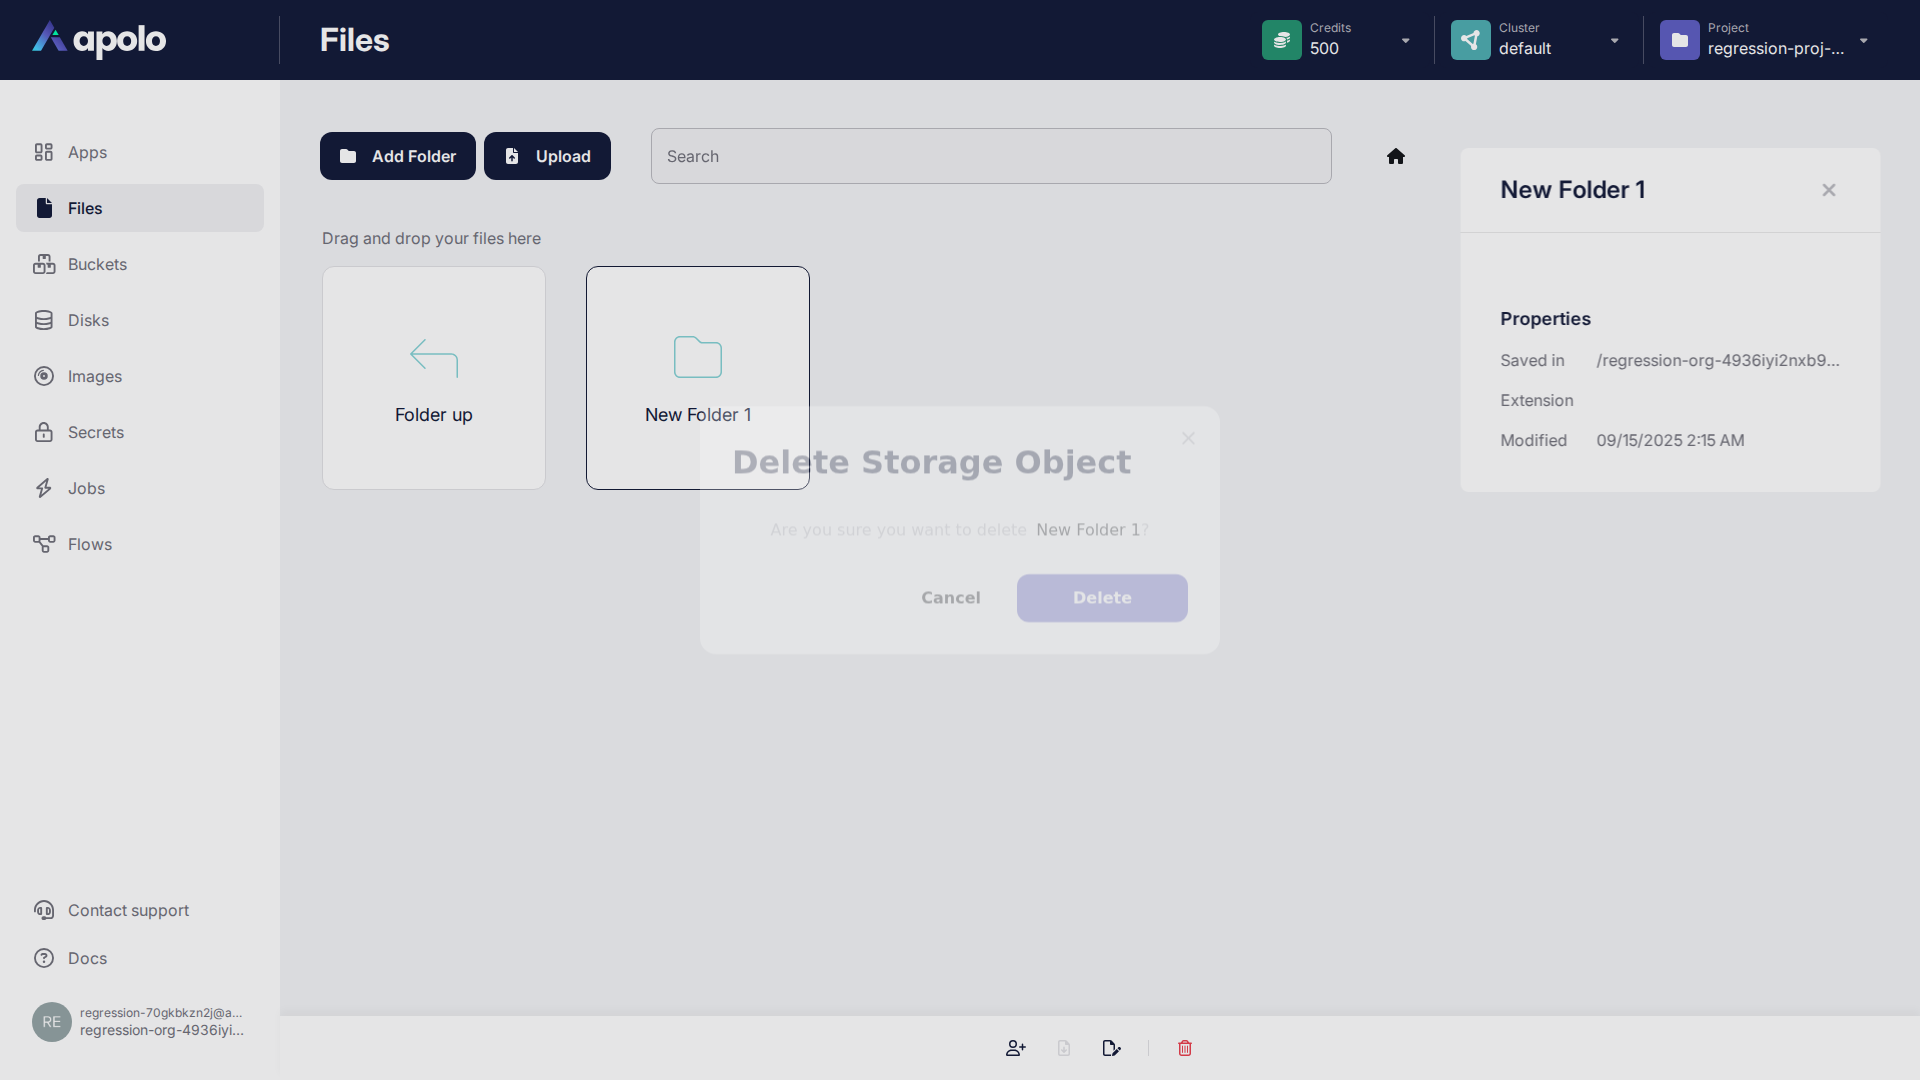 apolo
Files
Credits
500
Cluster
default
Project
regression-proj-...
Apps
Files
Buckets
Disks
Images
Secrets
Jobs
Flows
Contact support
Docs
RE
regression-70gkbkzn2j@a...
regression-org-4936iyi...
Add Folder
Upload
Search
Drag and drop your files here
Folder up
New Folder 1
Delete Storage Object
Are you sure you want to delete New Folder 1?
Cancel
Delete
New Folder 1
Properties
Saved in /regression-org-4936iyi2nxb9...
Extension
Modified 09/15/2025 2:15 AM